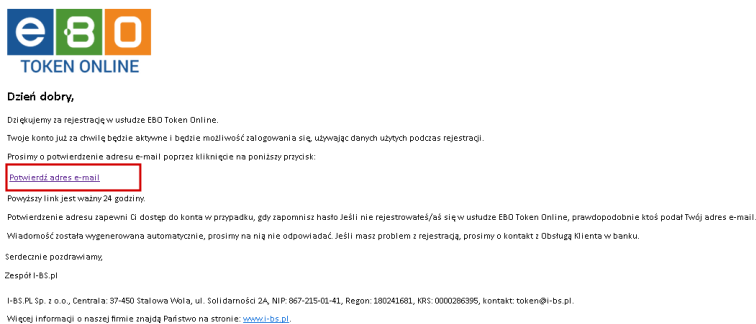 eBO
TOKEN ONLINE
Dzień dobry,
Dziękujemy za rejestrację w usłudze EBO Token Online.
Twoje konto już za chwilę będzie aktywne i będzie możliwość zalogowania się, używając danych użytych podczas rejestracji.
Prosimy o potwierdzenie adresu e-mail poprzez kliknięcie na poniższy przycisk:
Potwierdź adres e-mail
Powyższy link jest ważny 24 godziny.
Potwierdzenie adresu zapewni Ci dostęp do konta w przypadku, gdy zapomnisz hasło Jeśli nie rejestrowałeś/aś się w usłudze EBO Token Online, prawdopodobnie ktoś podał Twój adres e-mail.
Wiadomość została wygenerowana automatycznie, prosimy na nią nie odpowiadać. Jeśli masz problem z rejestracją, prosimy o kontakt z Obsługą Klienta w banku.
Serdecznie pozdrawiamy,
Zespół I-BS.pl
I-BS.PL Sp. z o.o., Centrala: 37-450 Stalowa Wola, ul. Solidarności 2A, NIP: 867-215-01-41, Regon: 180241681, KRS: 0000286395, kontakt: token@i-bs.pl.
Więcej informacji o naszej firmie znajdą Państwo na stronie: www.i-bs.pl.